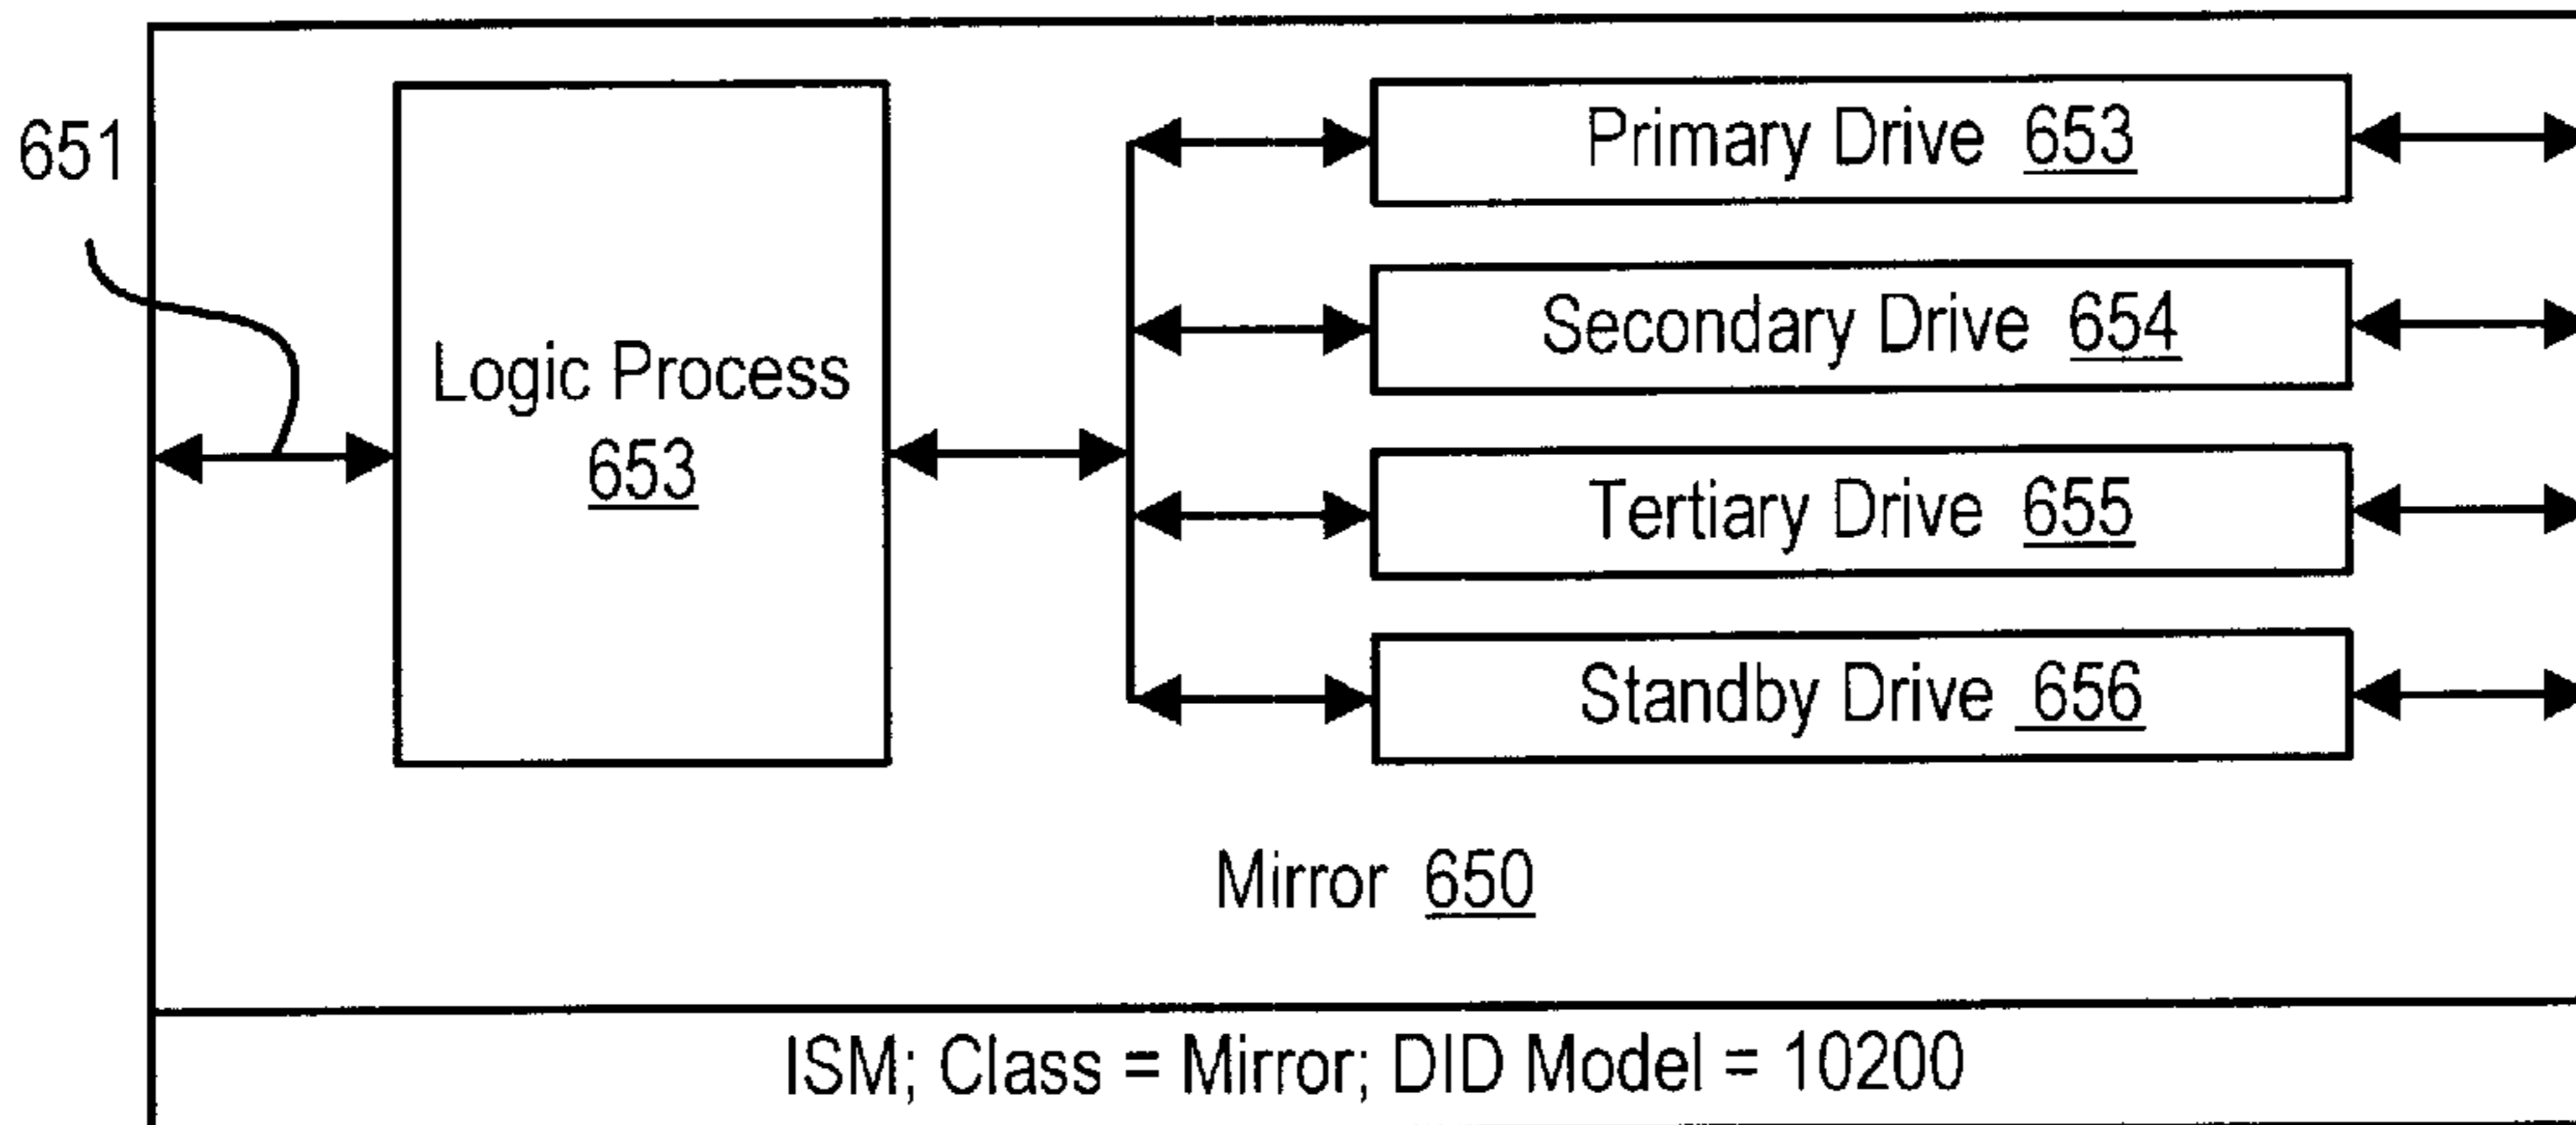 651
Logic Process
653
Primary Drive 653
Secondary Drive 654
Tertiary Drive 655
Standby Drive 656
Mirror 650
ISM; Class = Mirror; DID Model = 10200